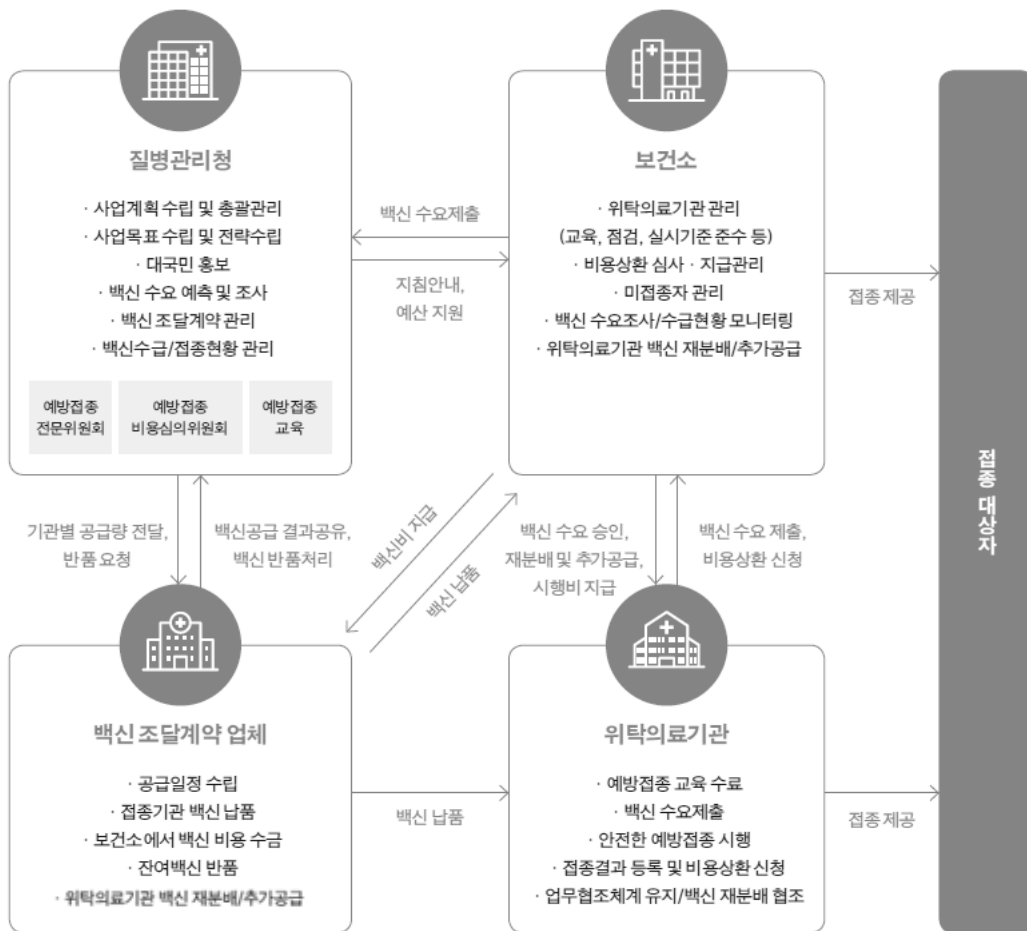 질병관리청
· 사업계획 수립 및 총괄관리
· 사업목표 수립 및 전략수립
· 대국민 홍보
· 백신 수요 예측 및 조사
· 백신 조달계약 관리
· 백신수급/접종현황 관리
예방접종
전문위원회
예방접종
비용심의위원회
예방접종
교육
백신 수요제출
지침안내,
예산 지원
보건소
· 위탁의료기관 관리
(교육, 점검, 실시기준 준수 등)
· 비용상환 심사 · 지급관리
· 미접종자 관리
· 백신 수요조사/수급현황 모니터링
· 위탁의료기관 백신 재분배/추가공급
접종 제공
접종 대상자
기관별 공급량 전달,
반품 요청
백신공급 결과공유,
백신 반품처리
백신비 지급
백신 납품
백신 수요 승인,
재분배 및 추가공급,
시행비 지급
백신 수요 제출,
비용상환 신청
백신 조달계약 업체
· 공급일정 수립
· 접종기관 백신 납품
· 보건소에서 백신 비용 수금
· 잔여백신 반품
· 위탁의료기관 백신 재분배/추가공급
백신 납품
위탁의료기관
· 예방접종 교육 수료
· 백신 수요제출
· 안전한 예방접종 시행
· 접종결과 등록 및 비용상환 신청
· 업무협조체계 유지/백신 재분배 협조
접종 제공